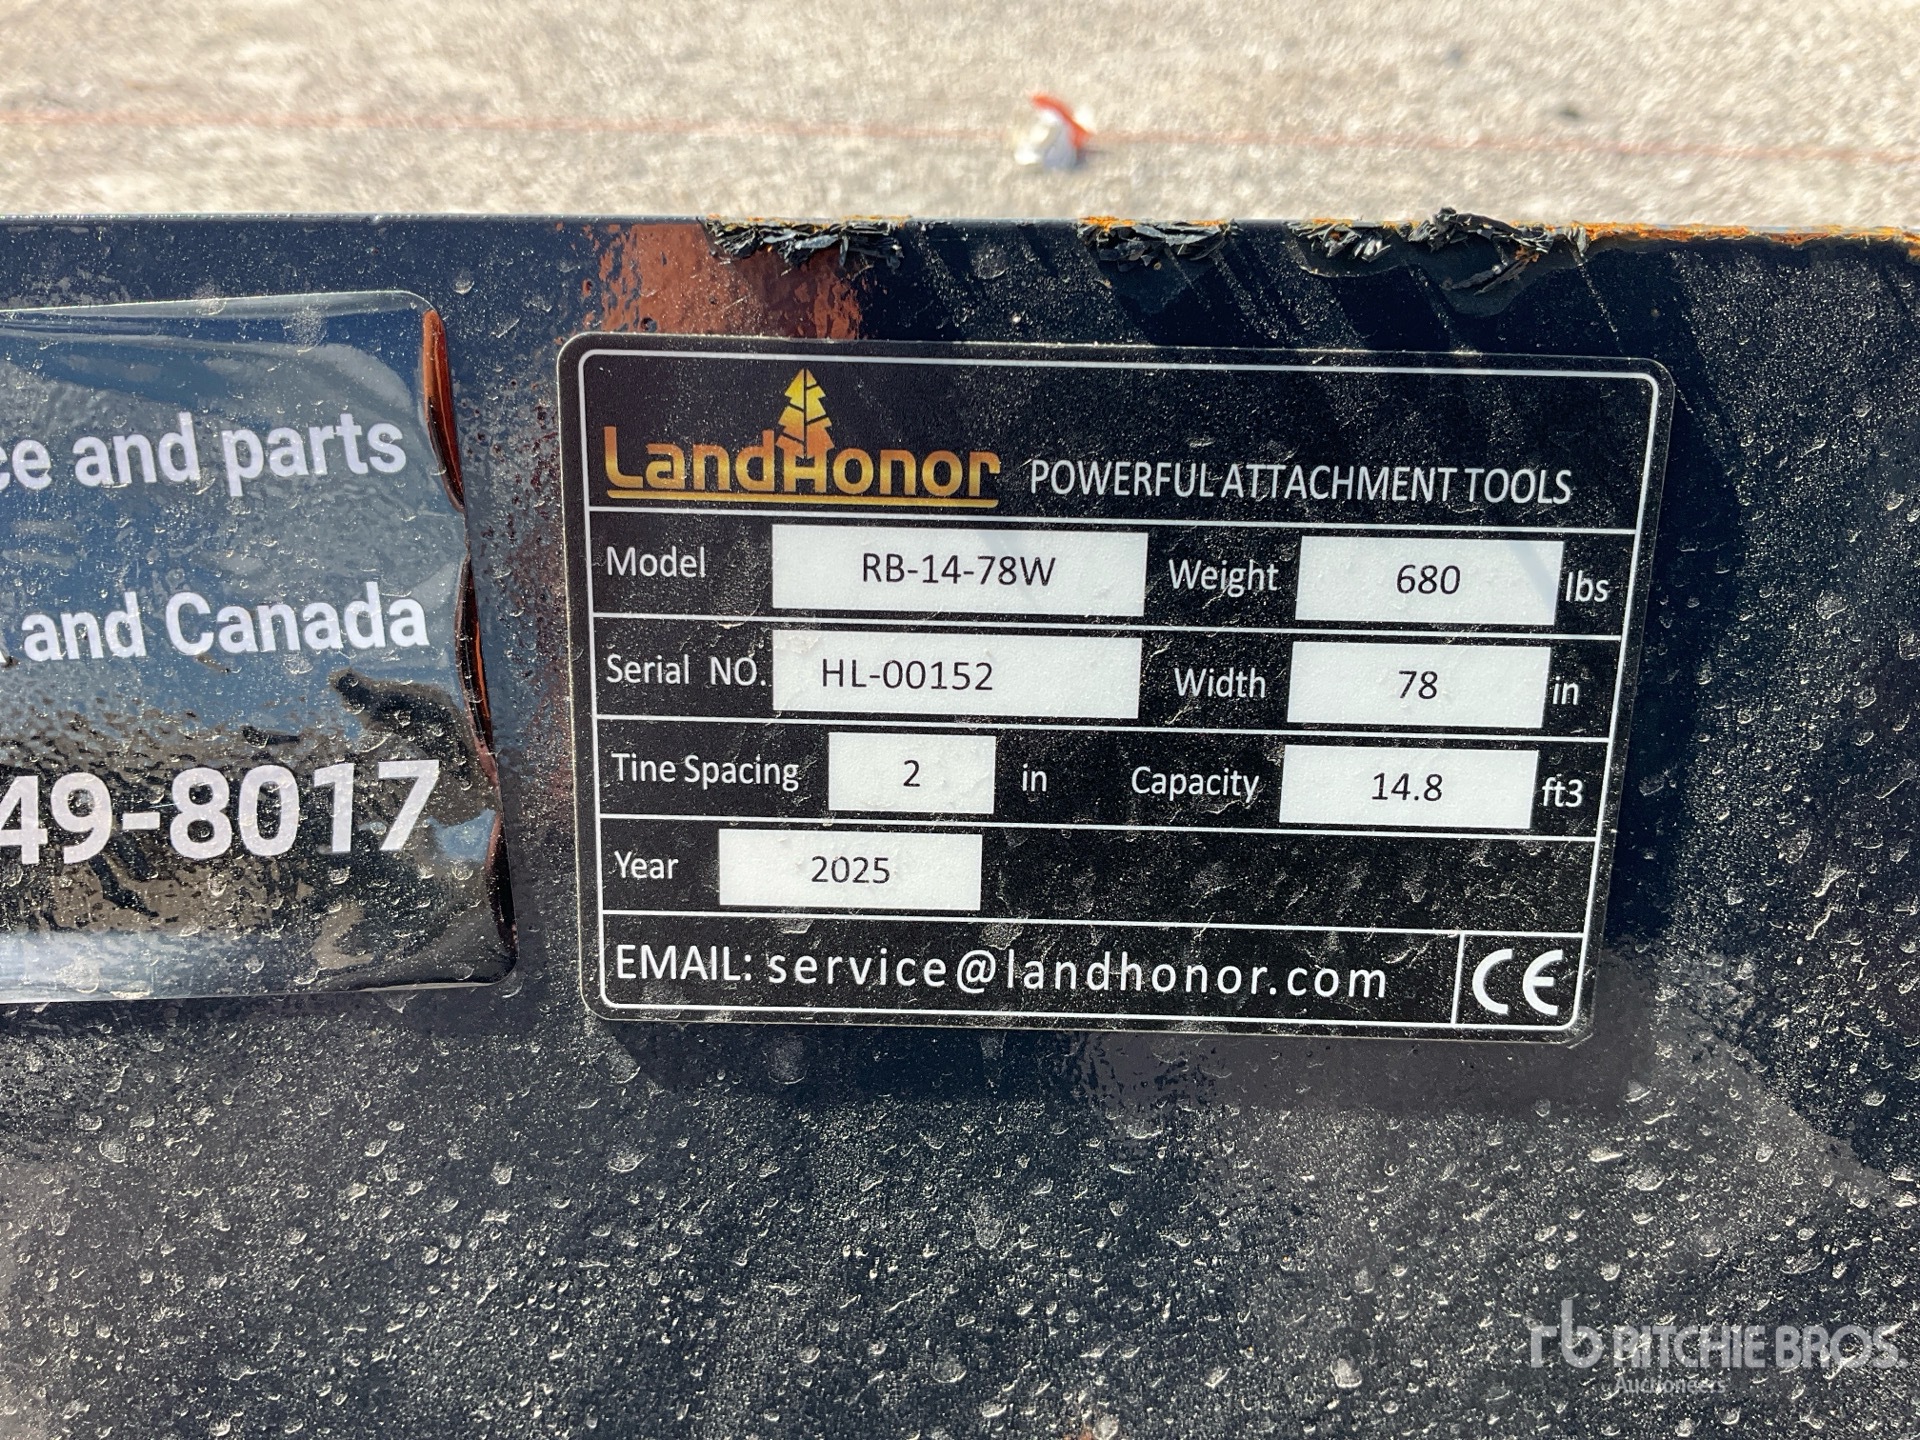 ce and parts
and Canada
49-8017
LandHonor POWERFUL ATTACHMENT TOOLS
Model RB-14-78W Weight 680 lbs
Serial NO. HL-00152 Width 78 in
Tine Spacing 2 in Capacity 14.8 ft3
Year 2025
EMAIL: service@landhonor.com CE
rb RITCHIE BROS.
Auctioneers